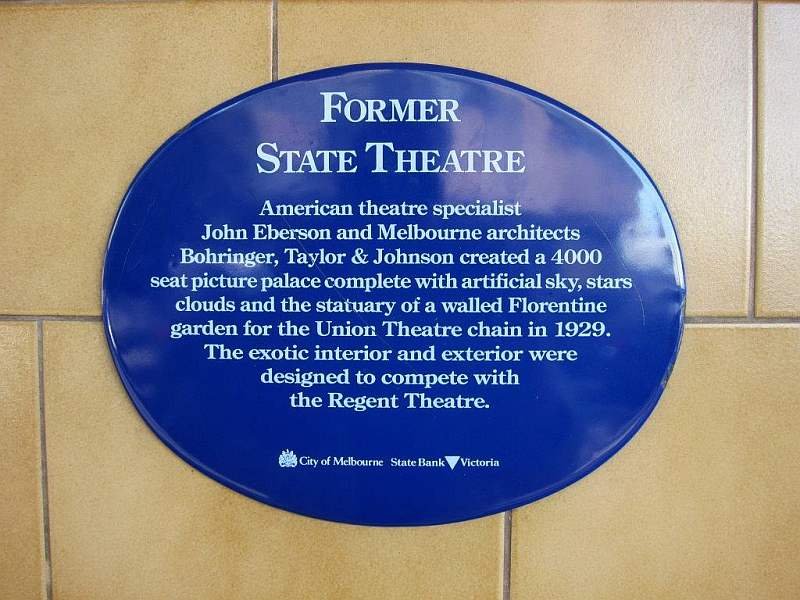 FORMER
STATE THEATRE
American theatre specialist
John Eberson and Melbourne architects
Bohringer, Taylor & Johnson created a 4000
seat picture palace complete with artificial sky, stars
clouds and the statuary of a walled Florentine
garden for the Union Theatre chain in 1929.
The exotic interior and exterior were
designed to compete with
the Regent Theatre.
City of Melbourne State Bank Victoria